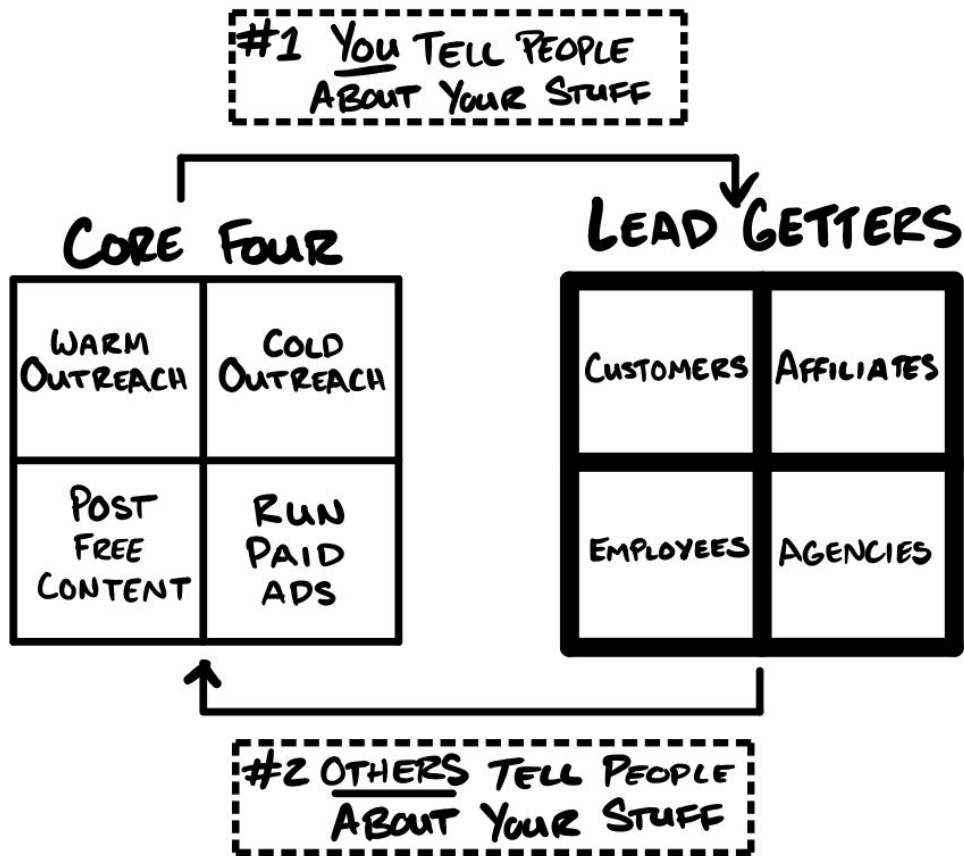 #1 YOU TELL PEOPLE
ABOUT YOUR STUFF
CORE FOUR
WARM
OUTREACH
COLD
OUTREACH
POST
FREE
CONTENT
RUN
PAID
ADS
LEAD GETTERS
CUSTOMERS
AFFILIATES
EMPLOYEES
AGENCIES
#2 OTHERS TELL PEOPLE
ABOUT YOUR STUFF